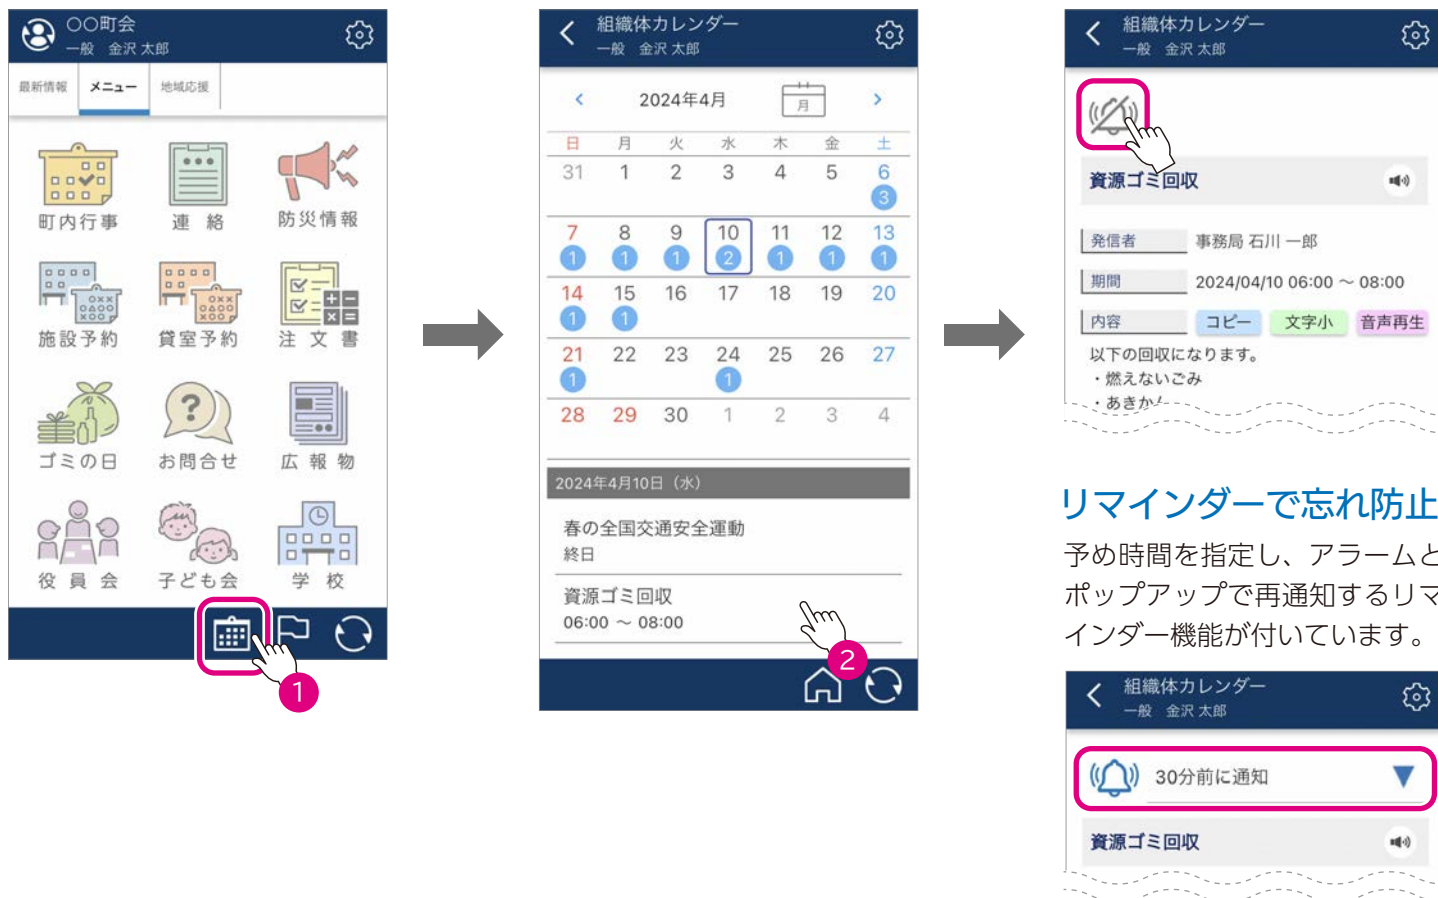 〇〇町会
一般 金沢 太郎
最新情報 メニュー 地域応援
町内行事 連絡 防災情報
施設予約 貸室予約 注文書
ゴミの日 お問合せ 広報物
役員会 子ども会 学校
1
組織体カレンダー
一般 金沢 太郎
2024年4月 月
日 月 火 水 木 金 土
31 1 2 3 4 5 6
3
7 8 9 10 11 12 13
1 1 1 2 1 1 1
14 15 16 17 18 19 20
1 1
21 22 23 24 25 26 27
1 1
28 29 30 1 2 3 4
2024年4月10日（水）
春の全国交通安全運動
終日
資源ゴミ回収
06:00 ～ 08:00
2
組織体カレンダー
一般 金沢 太郎
資源ゴミ回収
発信者 事務局 石川 一郎
期間 2024/04/10 06:00 ～ 08:00
内容 コピー 文字小 音声再生
以下の回収になります。
・燃えないごみ
・あきか
リマインダーで忘れ防止
予め時間を指定し、アラームと
ポップアップで再通知するリマ
インダー機能が付いています。
組織体カレンダー
一般 金沢 太郎
30分前に通知
資源ゴミ回収